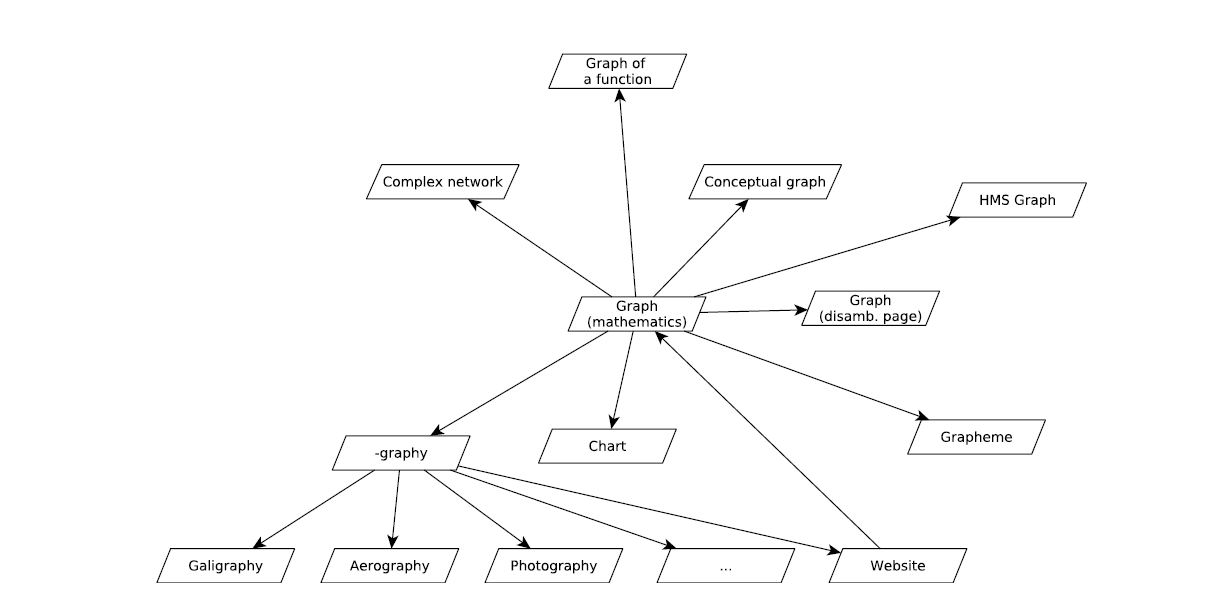 Graph of
a function
Complex network
Conceptual graph
HMS Graph
Graph
(mathematics)
Graph
(disamb. page)
Grapheme
Chart
-graphy
Galigraphy
Aerography
Photography
...
Website